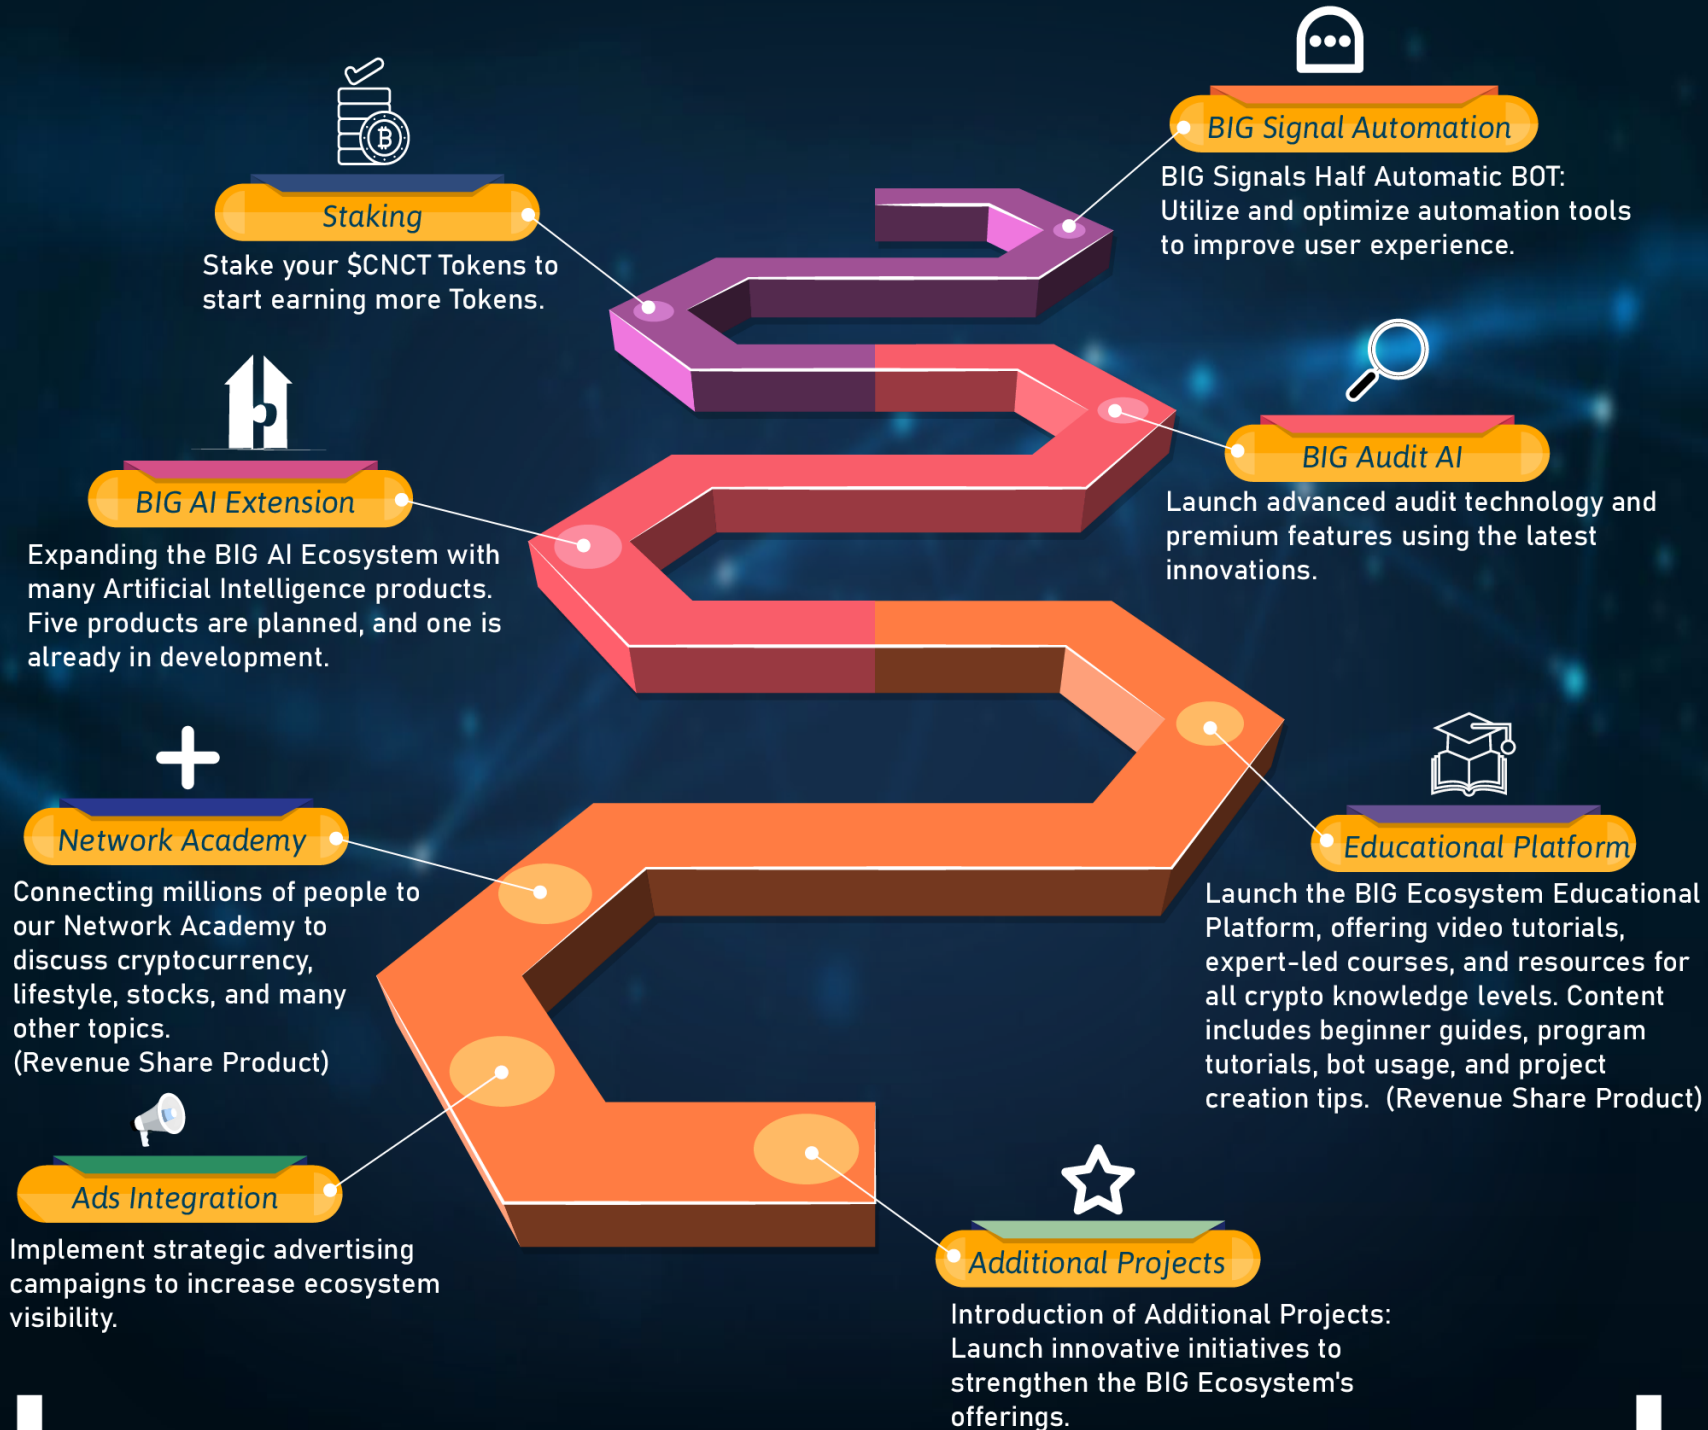 BIG Signal Automation
BIG Signals Half Automatic BOT:
Utilize and optimize automation tools
to improve user experience.
Staking
Stake your $CNCT Tokens to
start earning more Tokens.
BIG Audit AI
Launch advanced audit technology and
premium features using the latest
innovations.
BIG AI Extension
Expanding the BIG AI Ecosystem with
many Artificial Intelligence products.
Five products are planned, and one is
already in development.
Educational Platform
Launch the BIG Ecosystem Educational
Platform, offering video tutorials,
expert-led courses, and resources for
all crypto knowledge levels. Content
includes beginner guides, program
tutorials, bot usage, and project
creation tips. (Revenue Share Product)
Network Academy
Connecting millions of people to
our Network Academy to
discuss cryptocurrency,
lifestyle, stocks, and many
other topics.
(Revenue Share Product)
Ads Integration
Implement strategic advertising
campaigns to increase ecosystem
visibility.
Additional Projects
Introduction of Additional Projects:
Launch innovative initiatives to
strengthen the BIG Ecosystem's
offerings.